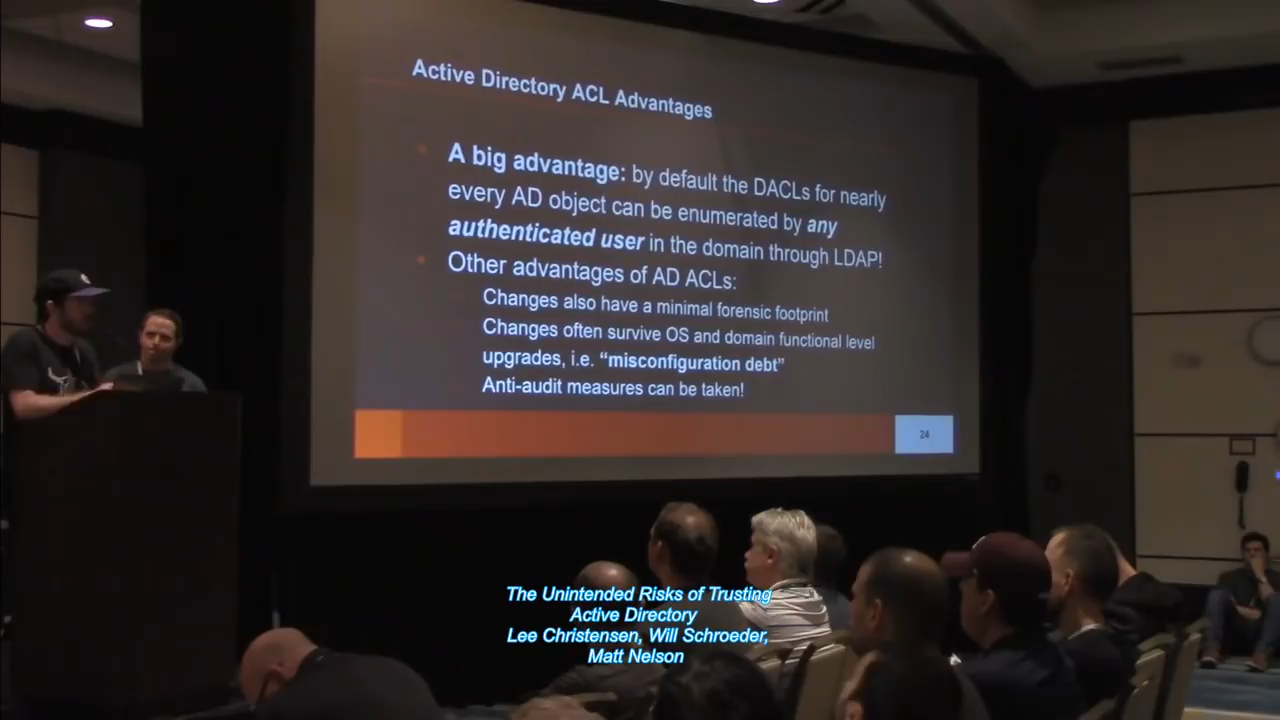 Active Directory ACL Advantages
A big advantage: by default the DACLs for nearly
every AD object can be enumerated by any
authenticated user in the domain through LDAP!
Other advantages of AD ACLs:
Changes also have a minimal forensic footprint
Changes often survive OS and domain functional level
upgrades, i.e. “misconfiguration debt”
Anti-audit measures can be taken!
24
The Unintended Risks of Trusting
Active Directory
Lee Christensen, Will Schroeder,
Matt Nelson